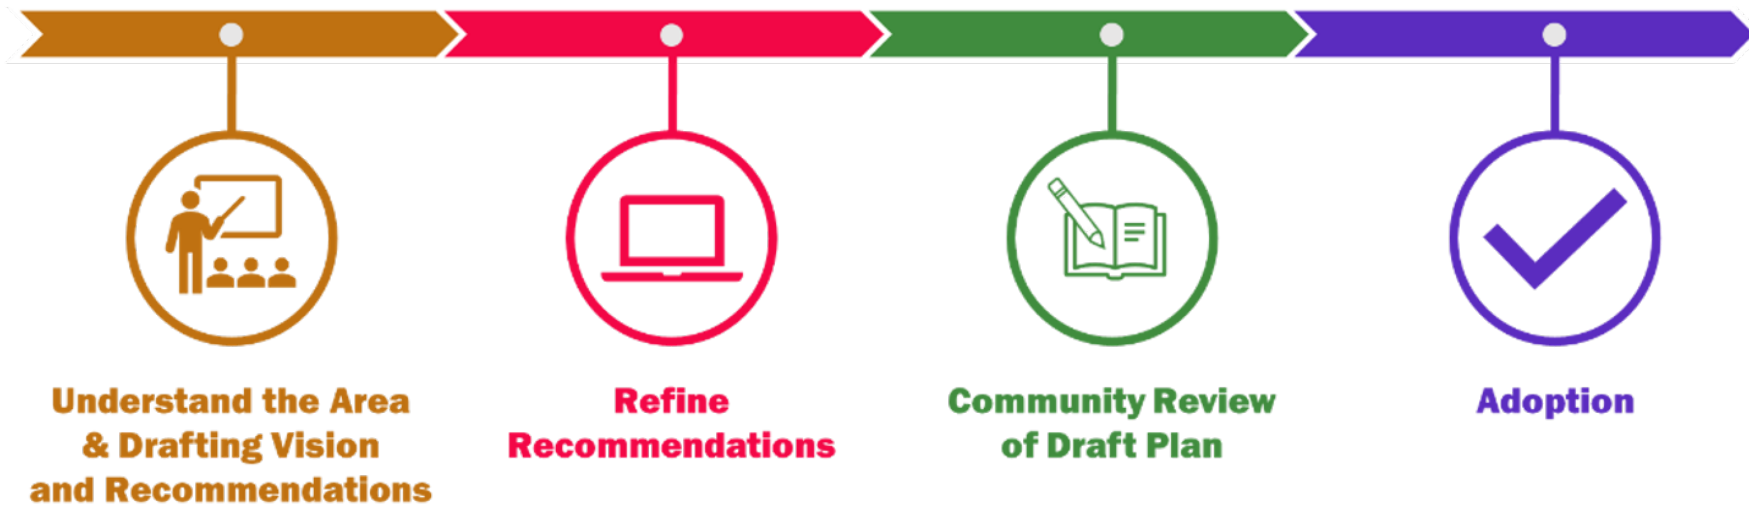 Understand the Area
& Drafting Vision
and Recommendations
Refine
Recommendations
Community Review
of Draft Plan
Adoption